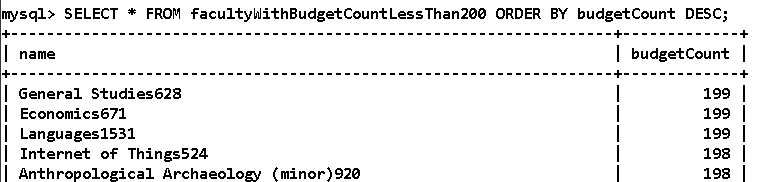 mysql> SELECT * FROM facultyWithBudgetCountLessThan200 ORDER BY budgetCount DESC;
+----------------------------------------------------------------+-------------+
| name | budgetCount |
+----------------------------------------------------------------+-------------+
| General Studies628 | 199 |
| Economics671 | 199 |
| Languages1531 | 199 |
| Internet of Things524 | 198 |
| Anthropological Archaeology (minor)920 | 198 |